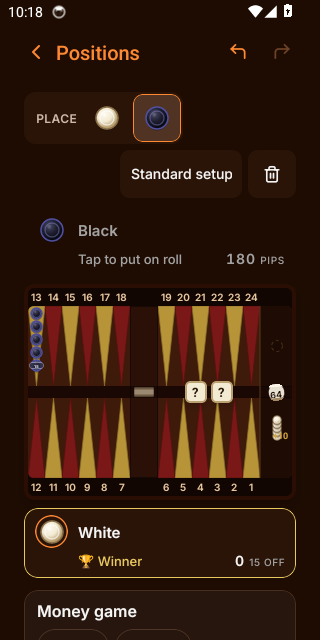 10:18
Positions
PLACE
Standard setup
Black
Tap to put on roll 180 PIPS
13 14 15 16 17 18 19 20 21 22 23 24
15
64
? ?
0
12 11 10 9 8 7 6 5 4 3 2 1
White
🏆 Winner 0 15 OFF
Money game